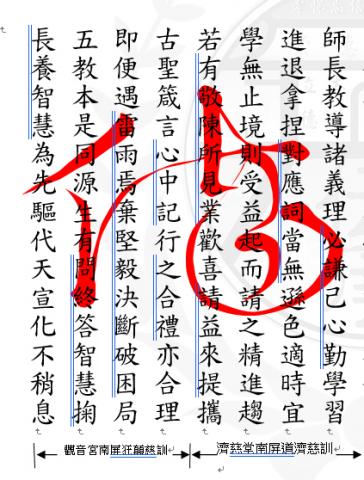 師長教導諸義理必謙己心勤學習
進退拿捏對應詞當無遜色適時宜
學無止境則受益起而靖之精進趨
若有敬陳所見業歡喜請益來提攜
古聖箴言心中記行之合禮亦合理
即便遇雷雨焉棄堅毅決斷破困局
五教本是同源生有問終答智慧掬
長養智慧為先驅代天宣化不稍息
濟慈堂南屏道濟慈訓
觀音宮南屏狂顛慈訓